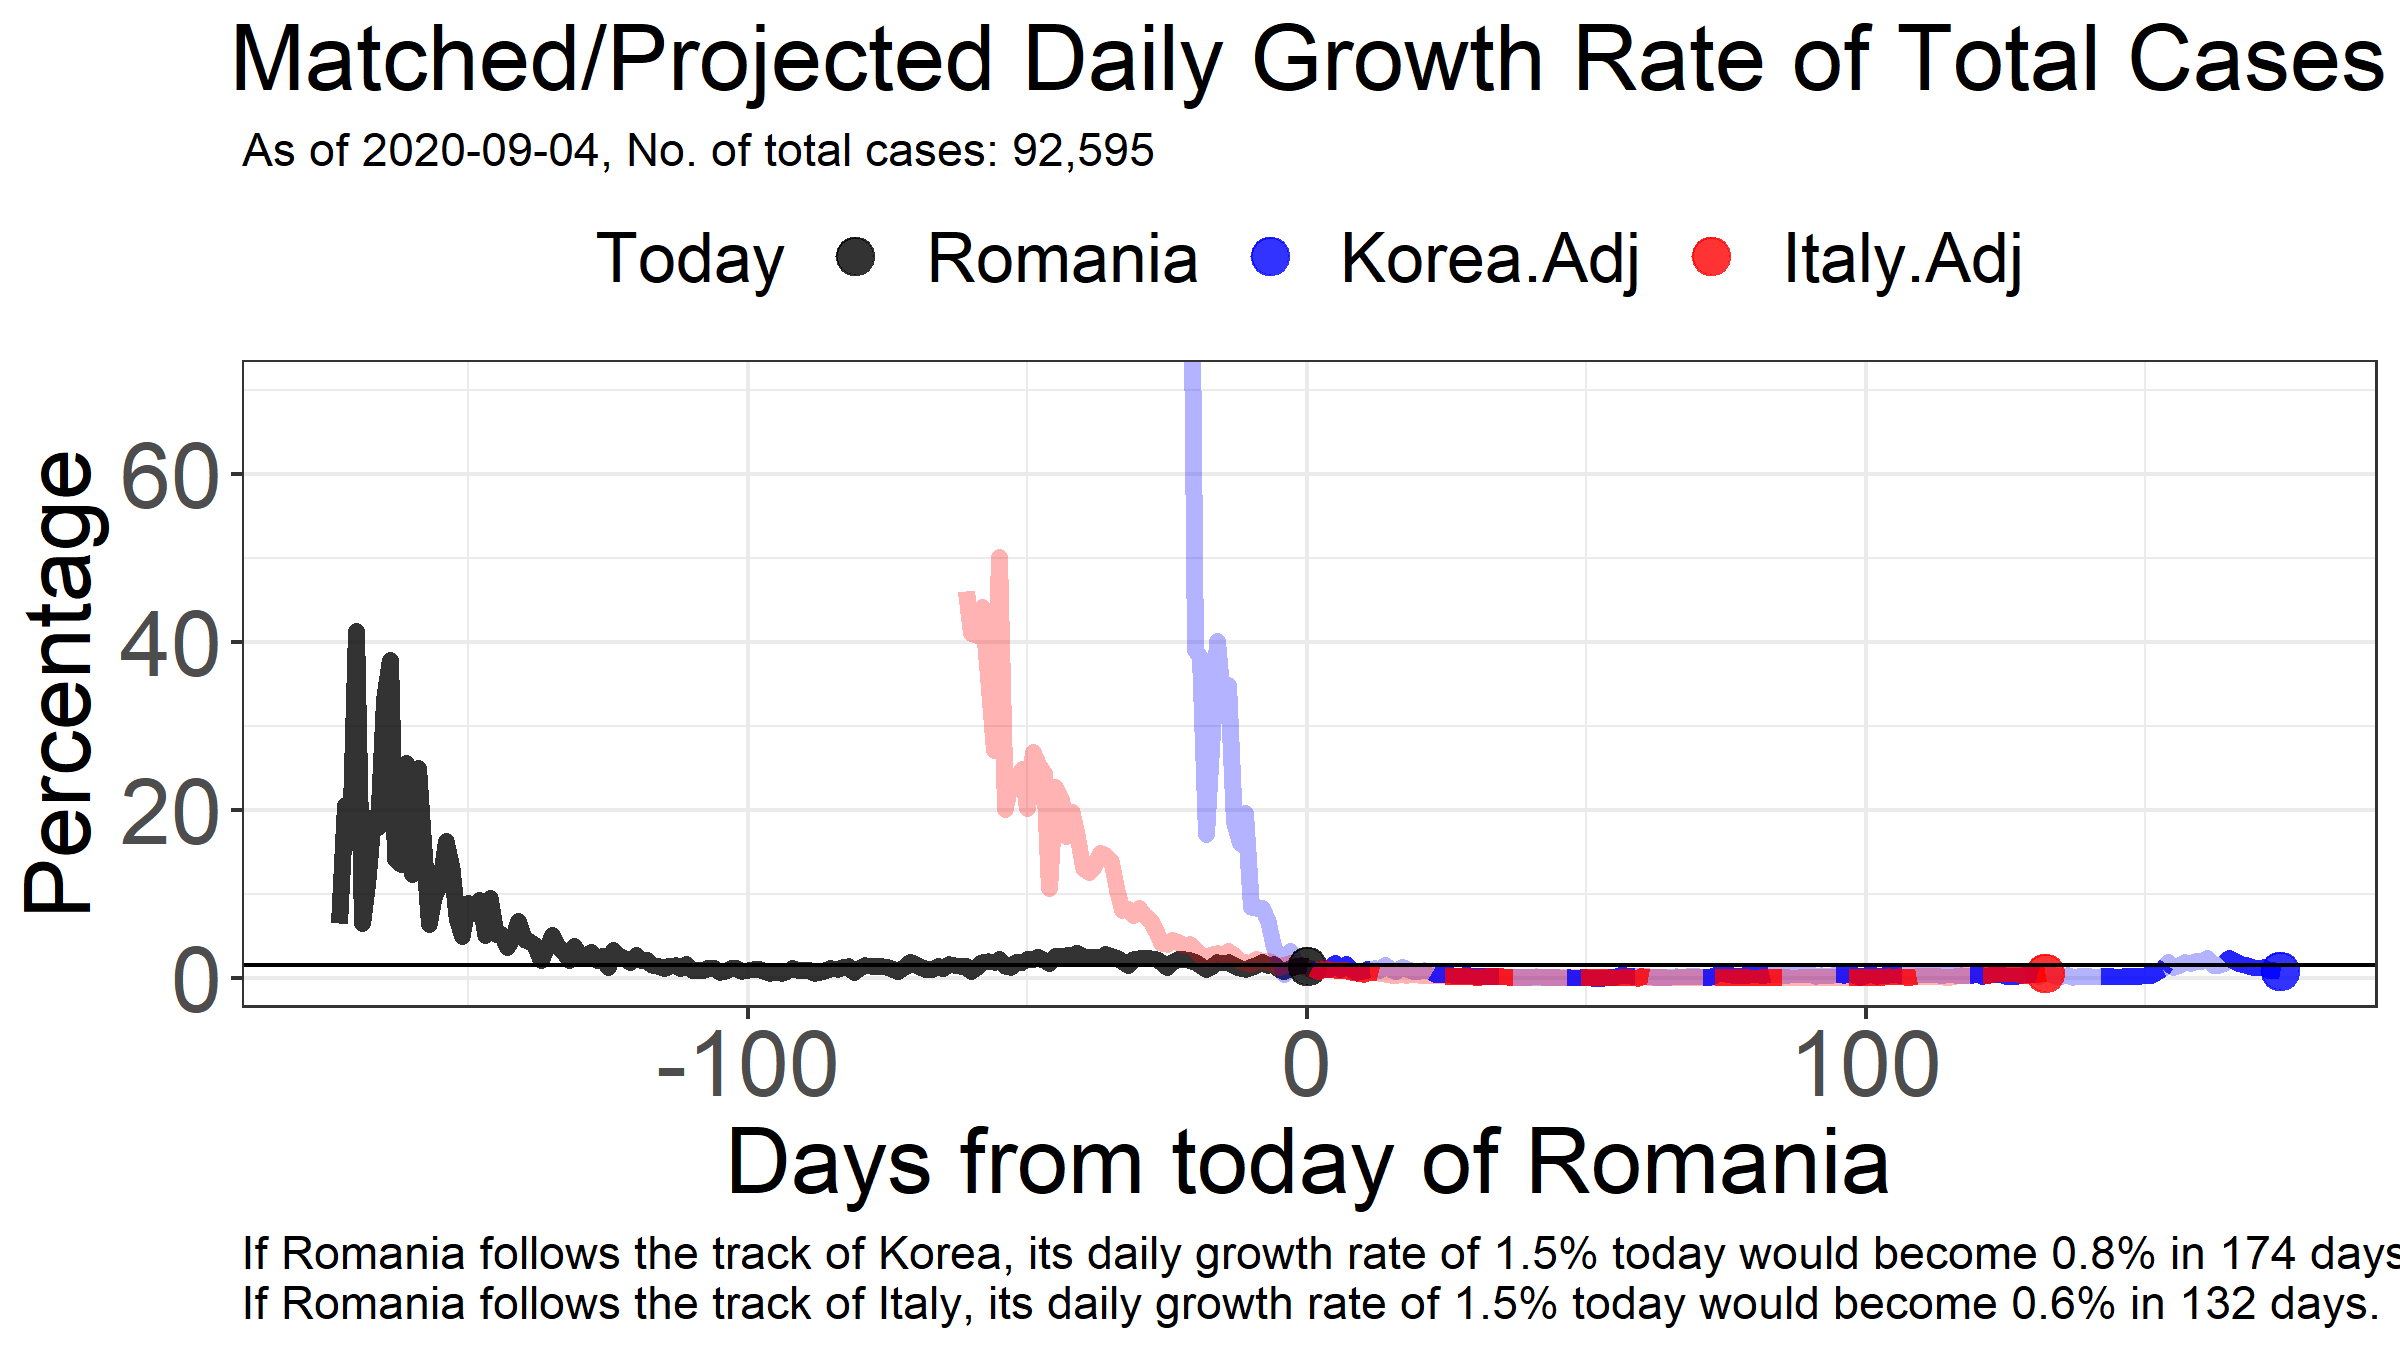 Matched/Projected Daily Growth Rate of Total Cases
As of 2020-09-04, No. of total cases: 92,595
Today Romania Korea.Adj Italy.Adj
Percentage
60
40
20
0
-100 0 100
Days from today of Romania
If Romania follows the track of Korea, its daily growth rate of 1.5% today would become 0.8% in 174 days
If Romania follows the track of Italy, its daily growth rate of 1.5% today would become 0.6% in 132 days.